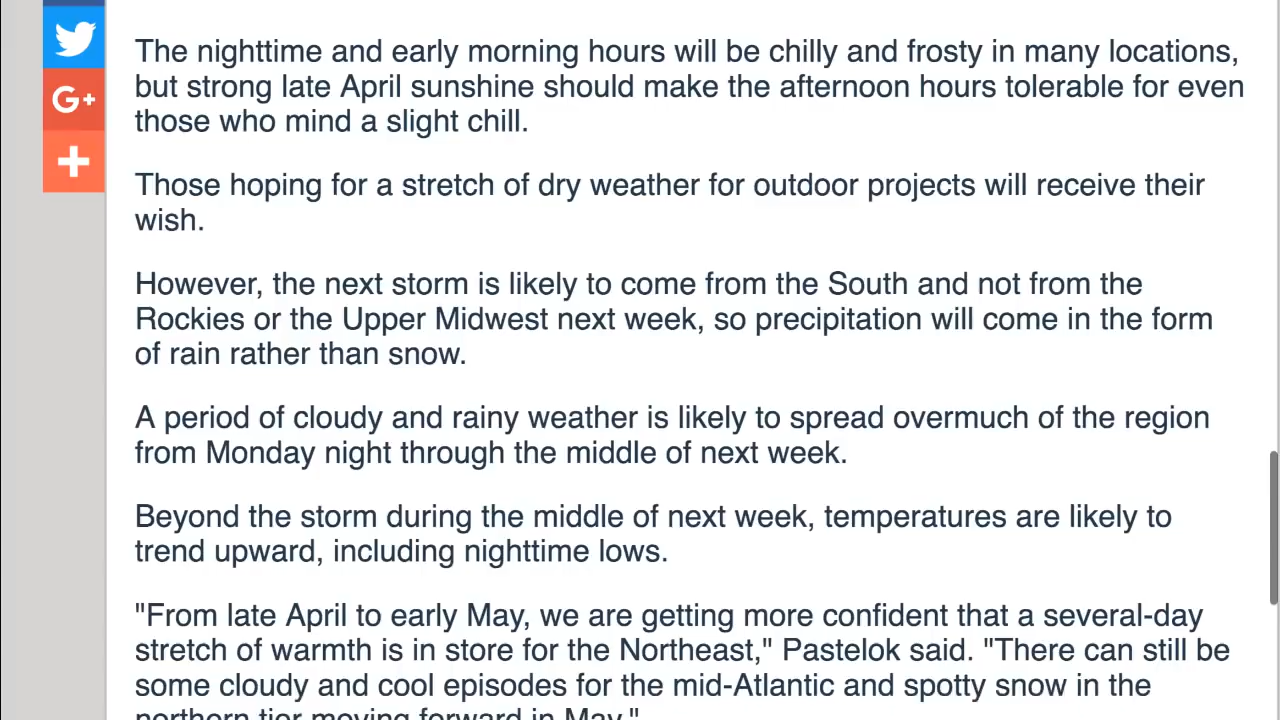 The nighttime and early morning hours will be chilly and frosty in many locations,
but strong late April sunshine should make the afternoon hours tolerable for even
those who mind a slight chill.
Those hoping for a stretch of dry weather for outdoor projects will receive their
wish.
However, the next storm is likely to come from the South and not from the
Rockies or the Upper Midwest next week, so precipitation will come in the form
of rain rather than snow.
A period of cloudy and rainy weather is likely to spread overmuch of the region
from Monday night through the middle of next week.
Beyond the storm during the middle of next week, temperatures are likely to
trend upward, including nighttime lows.
"From late April to early May, we are getting more confident that a several-day
stretch of warmth is in store for the Northeast," Pastelok said. "There can still be
some cloudy and cool episodes for the mid-Atlantic and spotty snow in the
northern tier moving forward in May."
G+